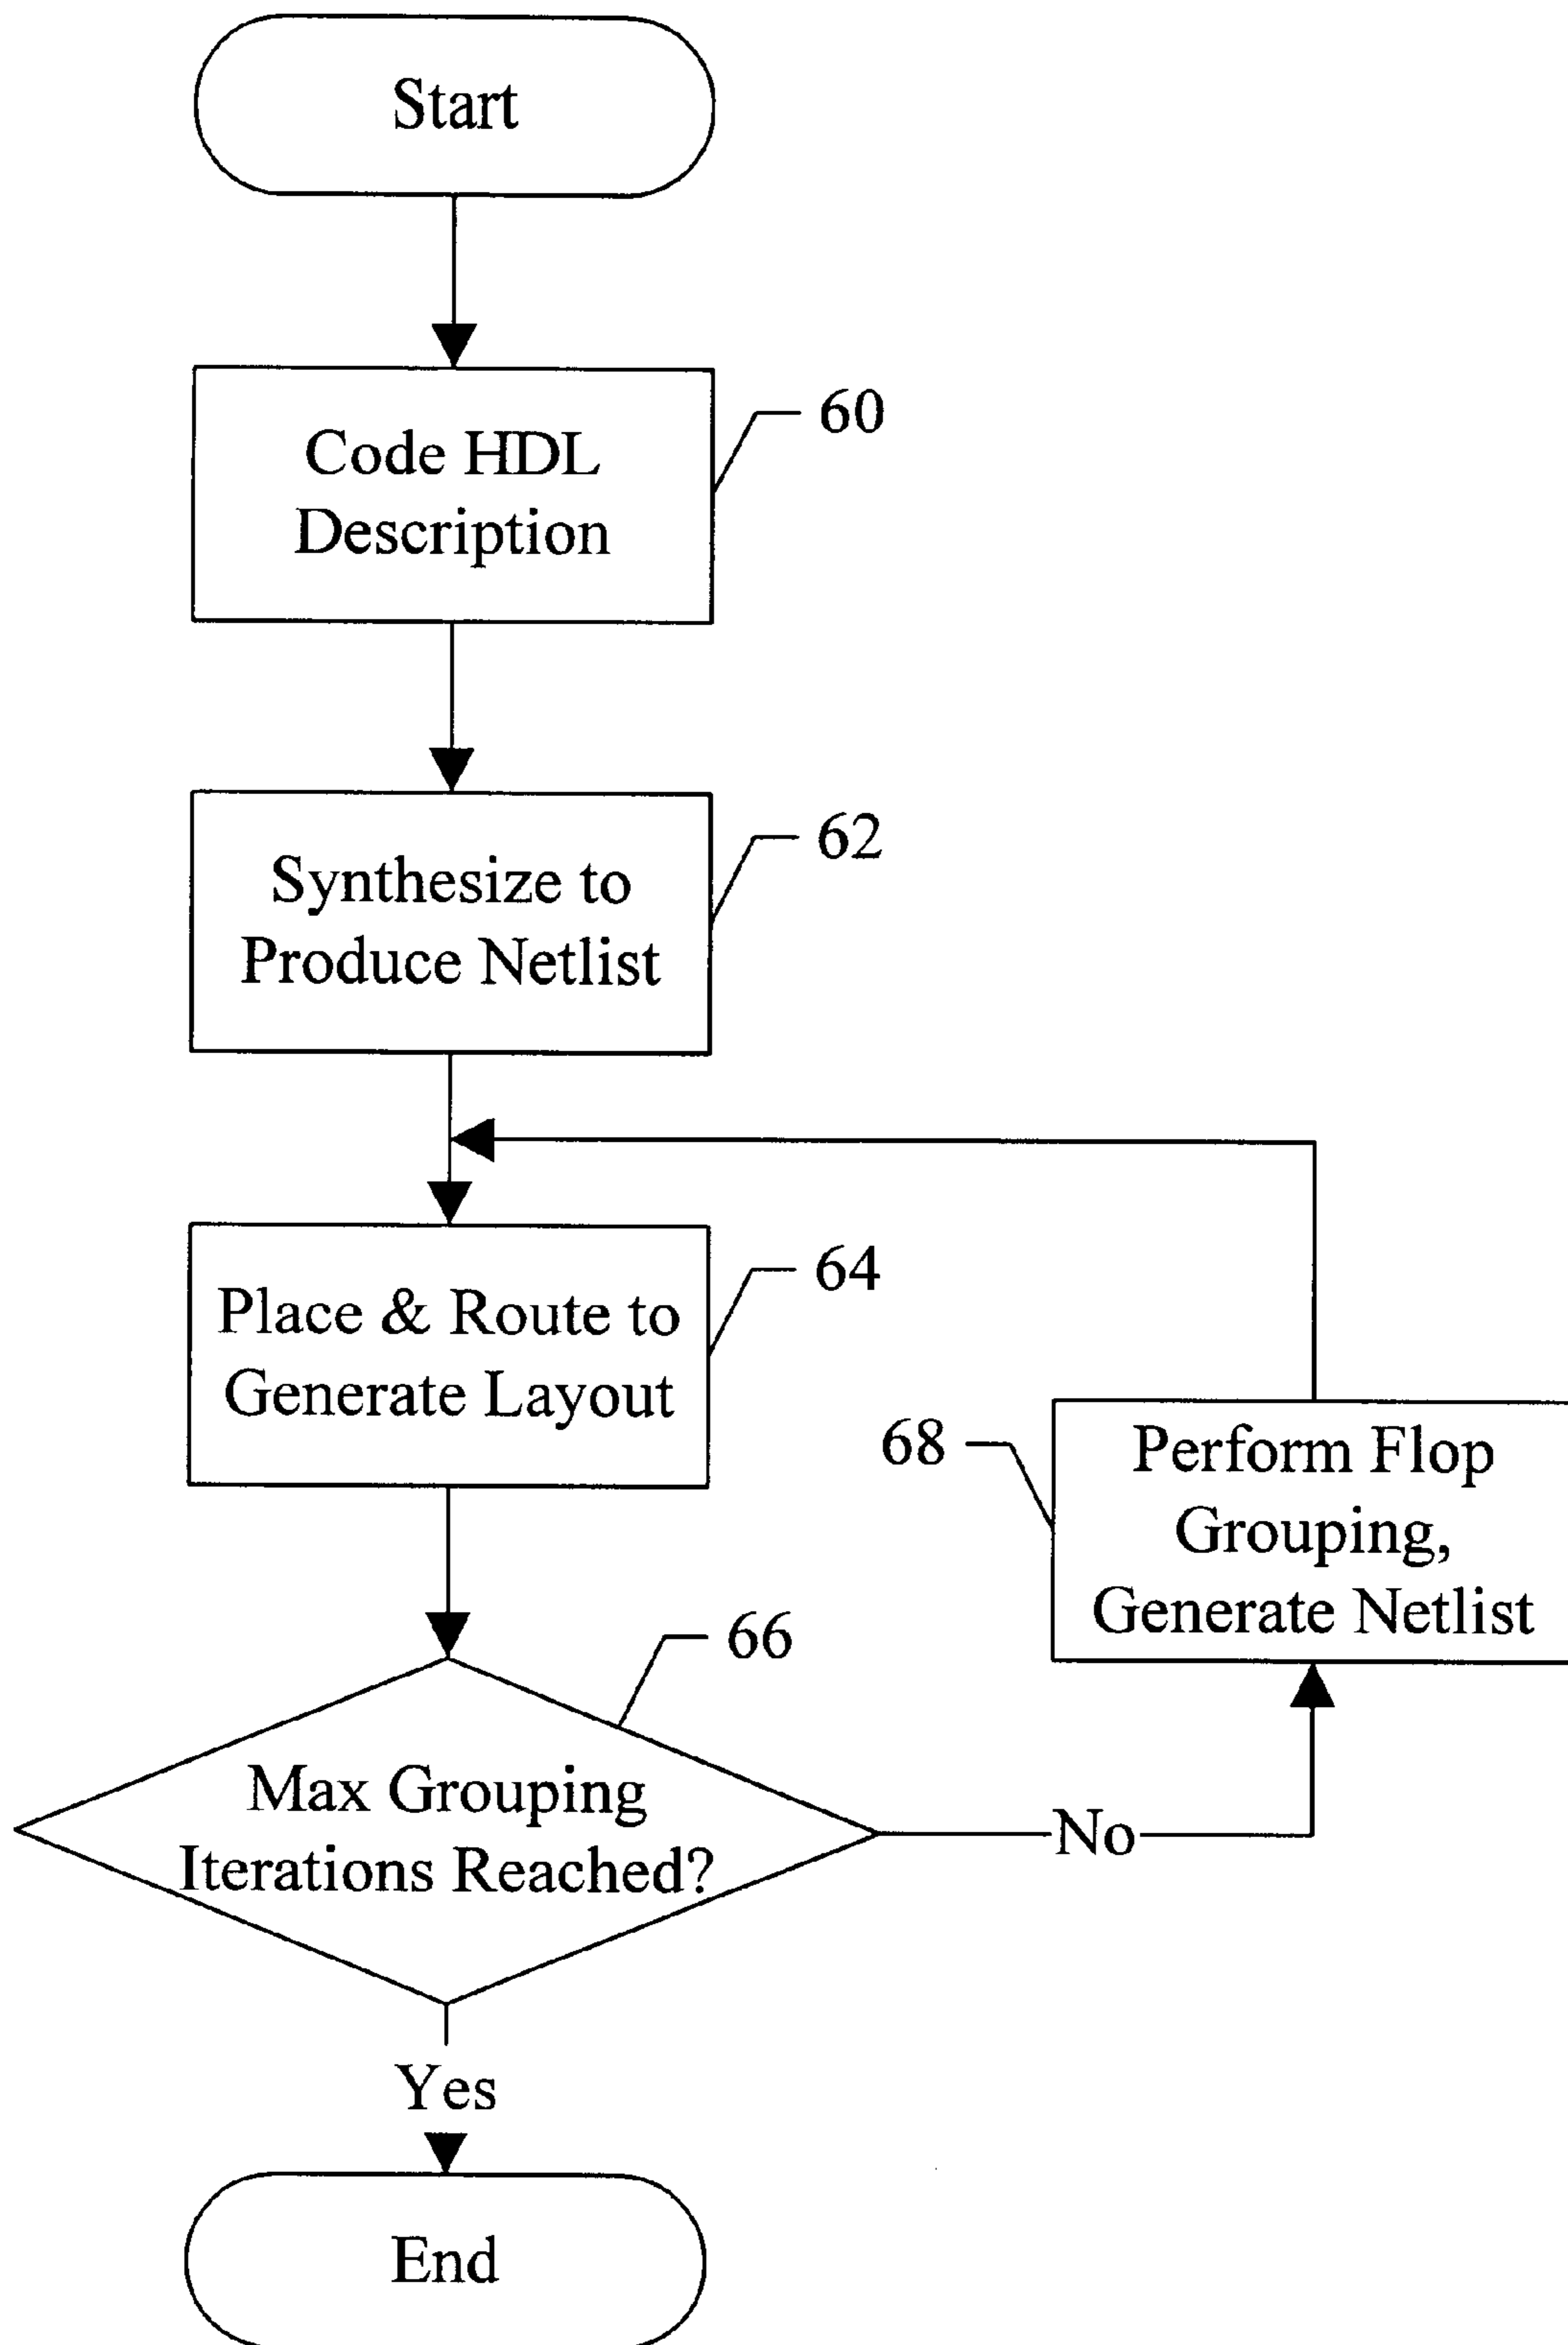 Start
Code HDL
Description
60
Synthesize to
Produce Netlist
62
Place & Route to
Generate Layout
64
68
Perform Flop
Grouping,
Generate Netlist
66
Max Grouping
Iterations Reached?
No
Yes
End